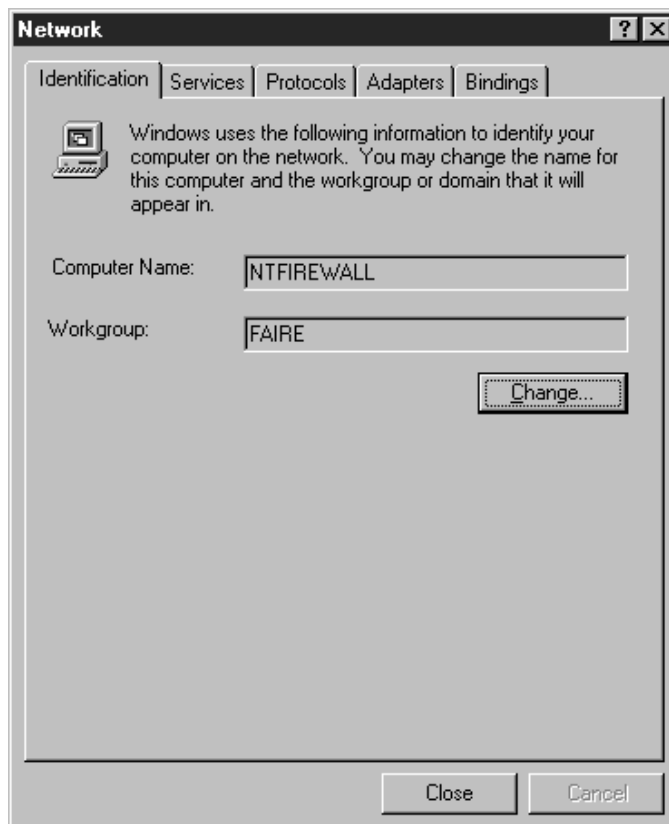 Network
Identification Services Protocols Adapters Bindings
Windows uses the following information to identify your
computer on the network. You may change the name for
this computer and the workgroup or domain that it will
appear in.
Computer Name: NTFIREWALL
Workgroup: FAIRE
Change...
Close Cancel